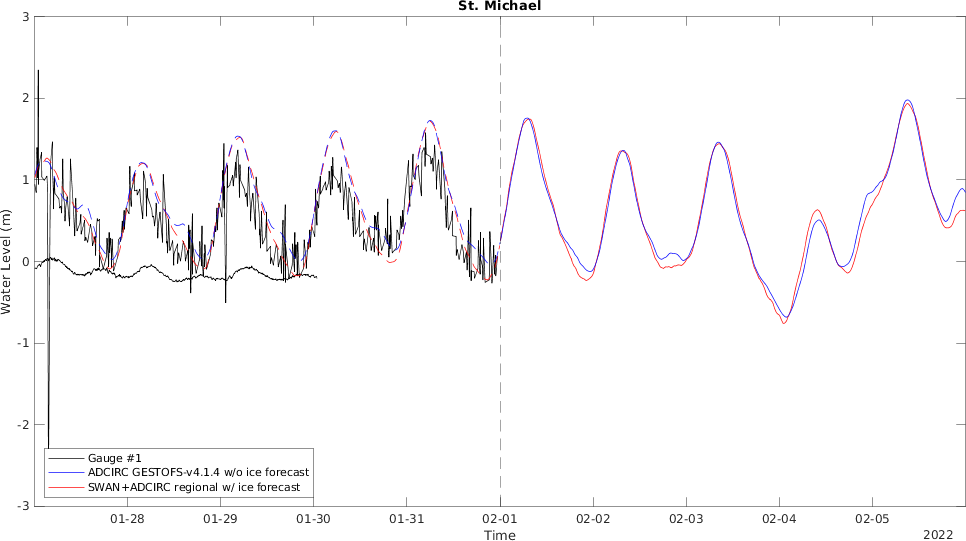 St. Michael
3
2
1
0
-1
-2
-3
Water Level (m)
Gauge #1
ADCIRC GESTOFS-v4.1.4 w/o ice forecast
SWAN+ADCIRC regional w/ ice forecast
01-28 01-29 01-30 01-31 02-01 02-02 02-03 02-04 02-05
Time
2022